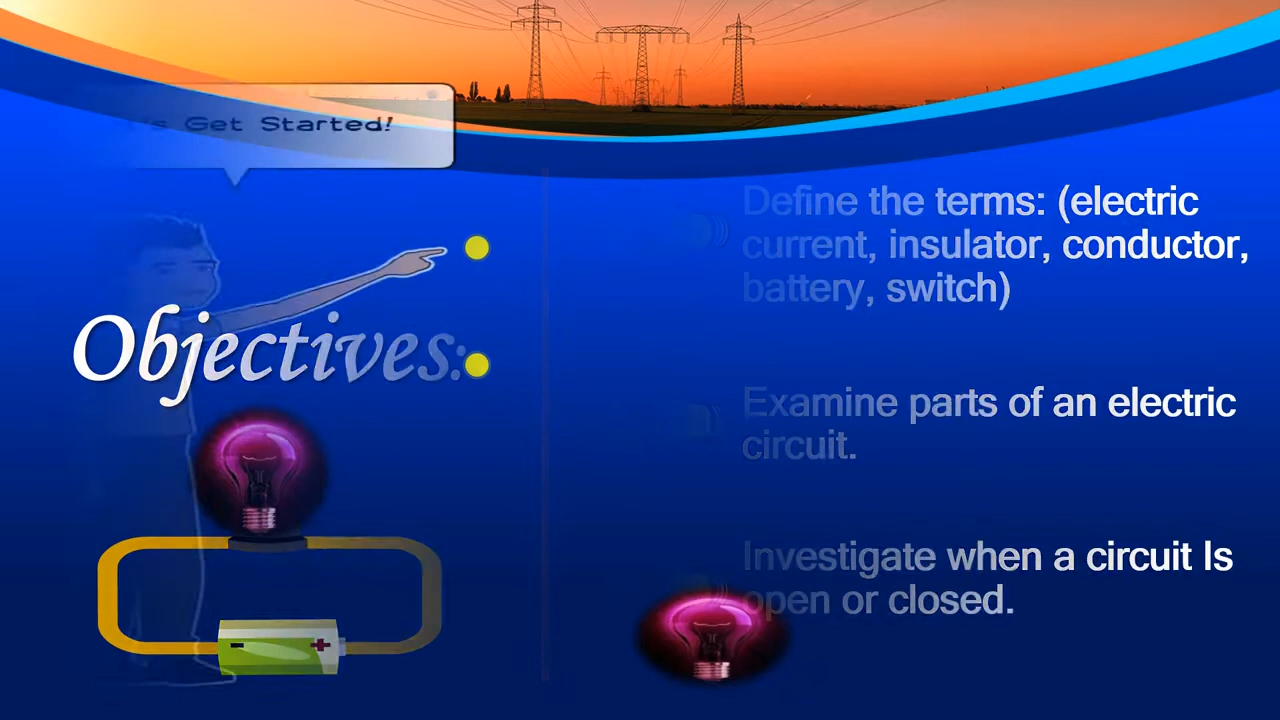 's Get Started!
Objectives:
Define the terms: (electric
current, insulator, conductor,
battery, switch)
Examine parts of an electric
circuit.
Investigate when a circuit Is
open or closed.